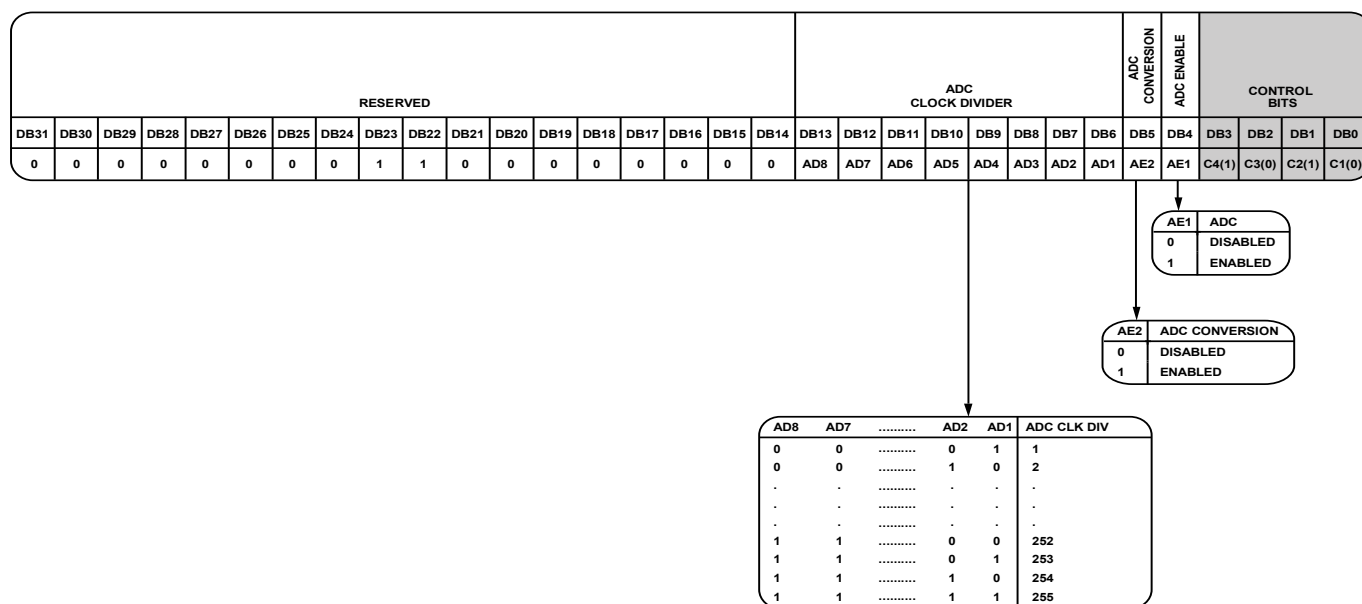 RESERVED
ADC
CLOCK DIVIDER
ADC
CONVERSION
ADC ENABLE
CONTROL
BITS
DB31 DB30 DB29 DB28 DB27 DB26 DB25 DB24 DB23 DB22 DB21 DB20 DB19 DB18 DB17 DB16 DB15 DB14 DB13 DB12 DB11 DB10 DB9 DB8 DB7 DB6 DB5 DB4 DB3 DB2 DB1 DB0
0 0 0 0 0 0 0 0 1 1 0 0 0 0 0 0 0 0 AD8 AD7 AD6 AD5 AD4 AD3 AD2 AD1 AE2 AE1 C4(1) C3(0) C2(1) C1(0)
AE1 ADC
0 DISABLED
1 ENABLED
AE2 ADC CONVERSION
0 DISABLED
1 ENABLED
AD8 AD7 .......... AD2 AD1 ADC CLK DIV
0 0 .......... 0 1 1
0 0 .......... 1 0 2
. . .......... . . .
. . .......... . . .
. . .......... . . .
1 1 .......... 0 0 252
1 1 .......... 0 1 253
1 1 .......... 1 0 254
1 1 .......... 1 1 255